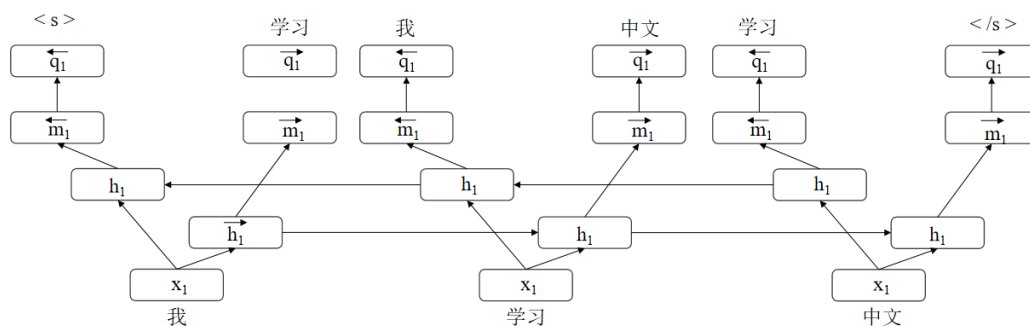 < s > 学习 我 中文 学习 < /s >
←q₁ →q₁ ←q₁ →q₁ ←q₁ →q₁
←m₁ →m₁ ←m₁ →m₁ ←m₁ →m₁
h₁ h₁ h₁
→h₁ h₁ h₁
x₁ x₁ x₁
我 学习 中文